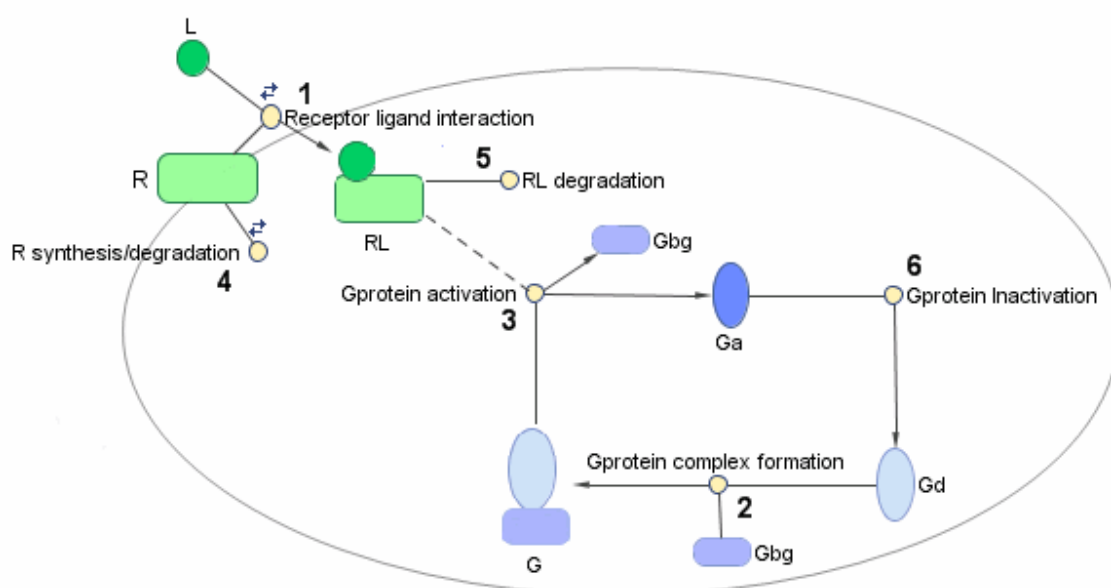 L
1
Receptor ligand interaction
R
5
RL degradation
R synthesis/degradation
4
RL
Gbg
6
Gprotein activation
3
Gprotein Inactivation
Ga
Gprotein complex formation
Gd
2
Gbg
G